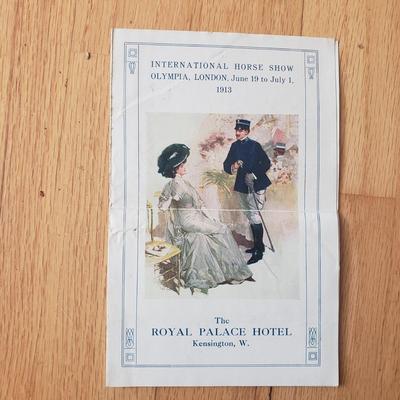 INTERNATIONAL HORSE SHOW
OLYMPIA, LONDON, June 19 to July 1,
1913
The
ROYAL PALACE HOTEL
Kensington, W.